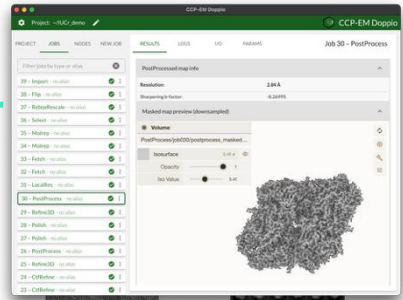 CCP-EM Doppio
Project: ~/IUCr_demo
CCP-EM Doppio
PROJECT JOBS NODES NEW JOB
RESULTS LOGS I/O PARAMS
Job 30 – PostProcess
Filter jobs by type or alias
39 - Import - no alias
38 - Flip - no alias
37 - ReboxRescale - no alias
36 - Select - no alias
35 - Molrep - no alias
34 - Molrep - no alias
33 - Fetch - no alias
32 - Fetch - no alias
31 - LocalRes - no alias
30 - PostProcess - no alias
29 - Refine3D - no alias
28 - Polish - no alias
27 - Polish - no alias
26 - PostProcess - no alias
25 - Refine3D - no alias
24 - CtfRefine - no alias
23 - CtfRefine - no alias
PostProcessed map info
Resolution: 2.84 Å
Sharpening b-factor:
Masked map preview (downsampled)
Volume
PostProcess/job030/postprocess_masked...
Isosurface
Opacity 1
Iso Value